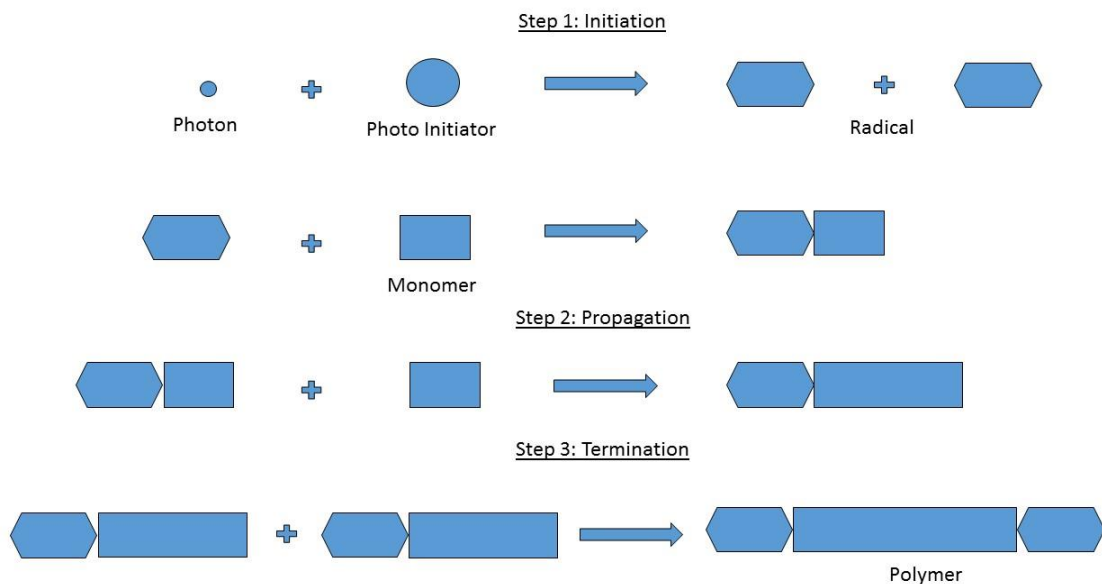 Step 1: Initiation
Photon
Photo Initiator
Radical
Monomer
Step 2: Propagation
Step 3: Termination
Polymer